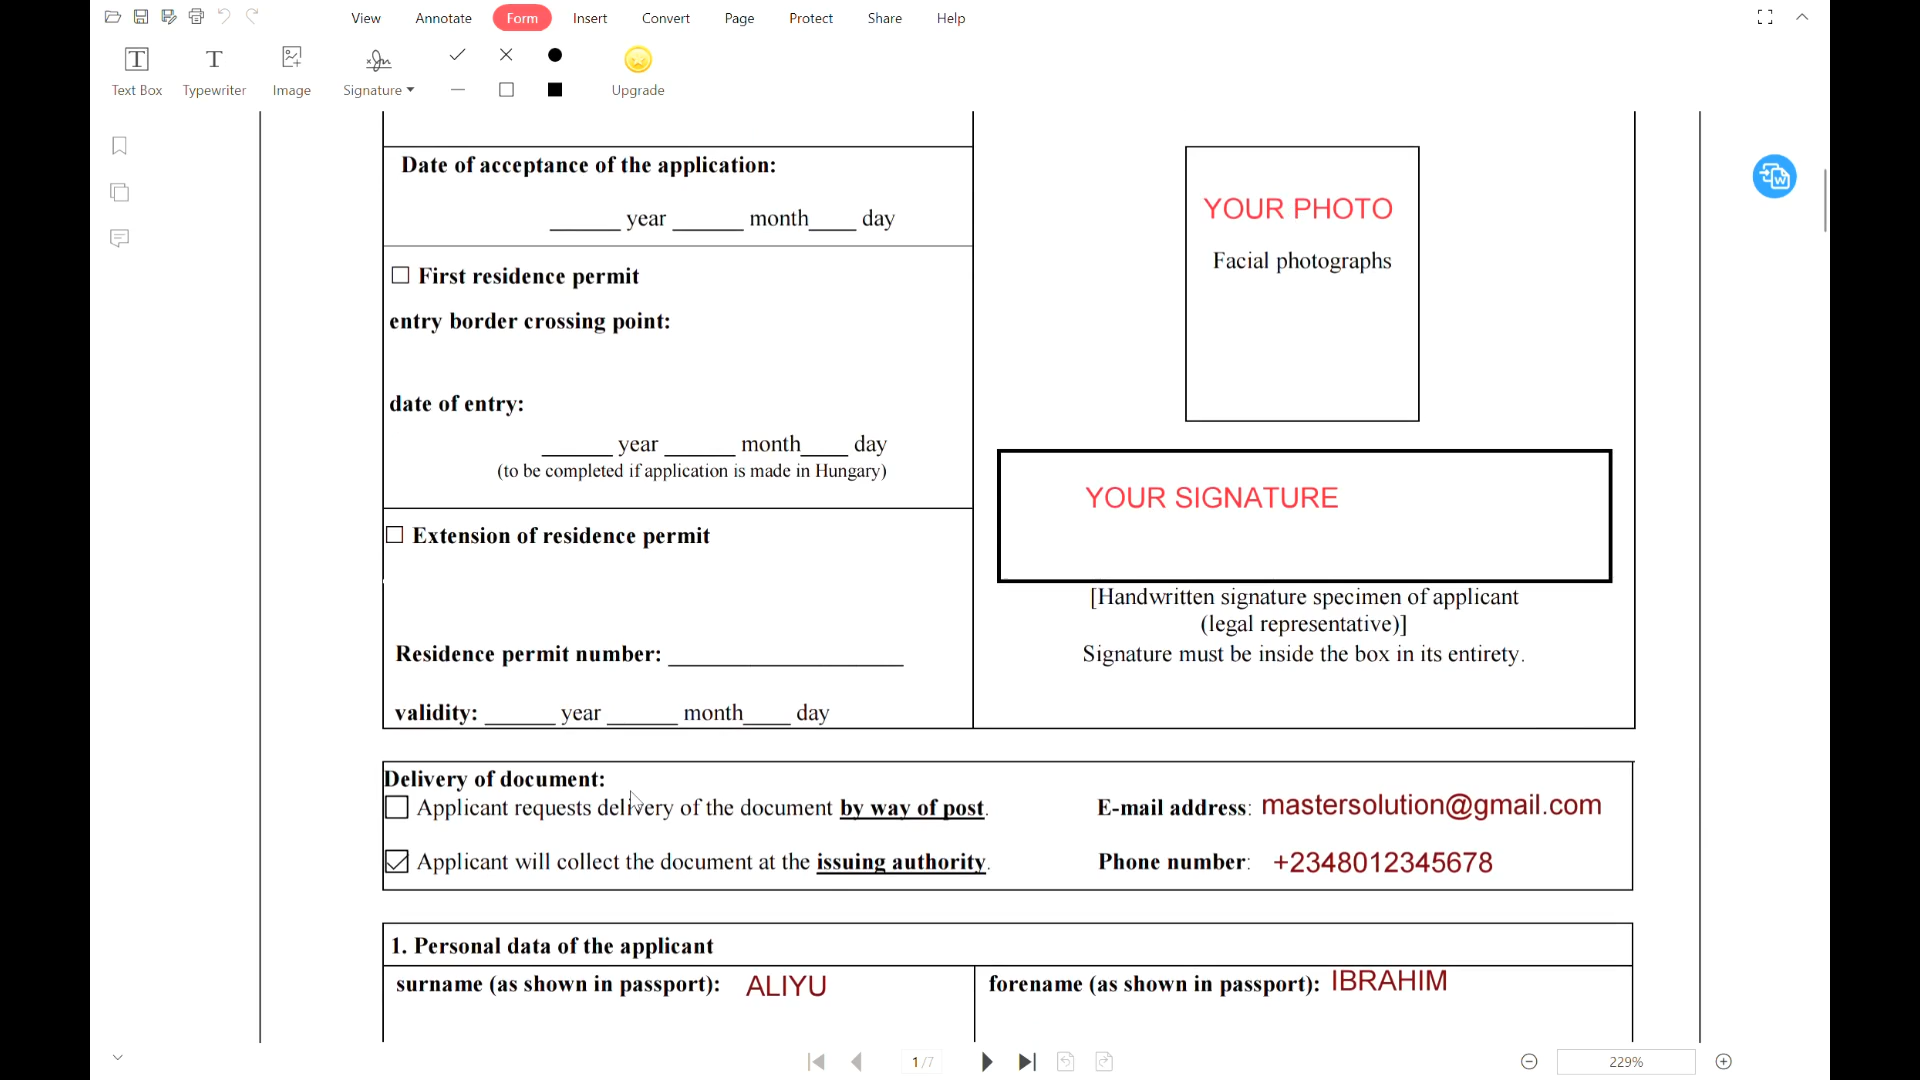 View Annotate Form Insert Convert Page Protect Share Help
Text Box Typewriter Image Signature Upgrade
Date of acceptance of the application:
_______ year _______ month____ day
☐ First residence permit
entry border crossing point:
date of entry:
_______ year _______ month____ day
(to be completed if application is made in Hungary)
☐ Extension of residence permit
Residence permit number: ____________________
validity: _______ year _______ month____ day
YOUR PHOTO
Facial photographs
YOUR SIGNATURE
[Handwritten signature specimen of applicant
(legal representative)]
Signature must be inside the box in its entirety.
Delivery of document:
☐ Applicant requests delivery of the document by way of post. E-mail address: mastersolution@gmail.com
☑ Applicant will collect the document at the issuing authority. Phone number: +2348012345678
1. Personal data of the applicant
surname (as shown in passport): ALIYU forename (as shown in passport): IBRAHIM
1/7 229%